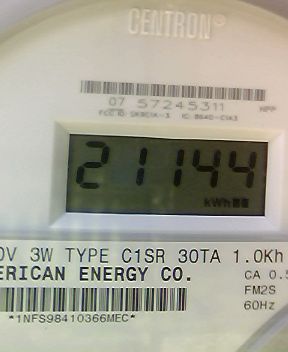 CENTRON®
07 57245311
21144
kWh
0V 3W TYPE C1SR 30TA 1.0Kh
ERICAN ENERGY CO.
CA 0.5
FM2S
60Hz
*1NFS98410366MEC*